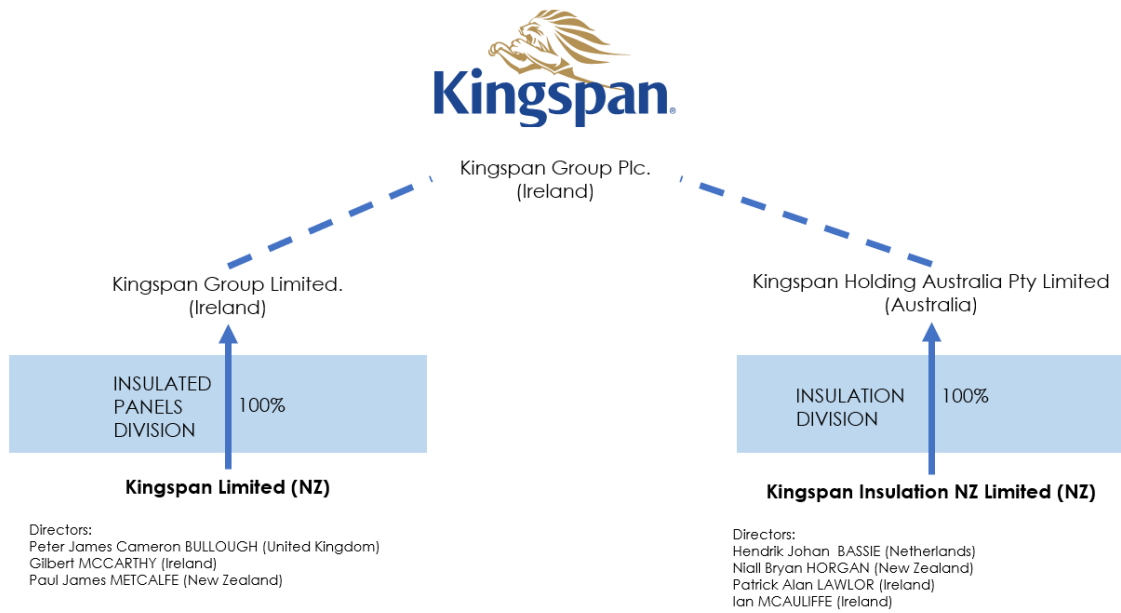 Kingspan®
Kingspan Group Plc.
(Ireland)
Kingspan Group Limited.
(Ireland)
INSULATED
PANELS
DIVISION
100%
Kingspan Limited (NZ)
Directors:
Peter James Cameron BULLOUGH (United Kingdom)
Gilbert MCCARTHY (Ireland)
Paul James METCALFE (New Zealand)
Kingspan Holding Australia Pty Limited
(Australia)
INSULATION
DIVISION
100%
Kingspan Insulation NZ Limited (NZ)
Directors:
Hendrik Johan  BASSIE (Netherlands)
Niall Bryan HORGAN (New Zealand)
Patrick Alan LAWLOR (Ireland)
Ian MCAULIFFE (Ireland)